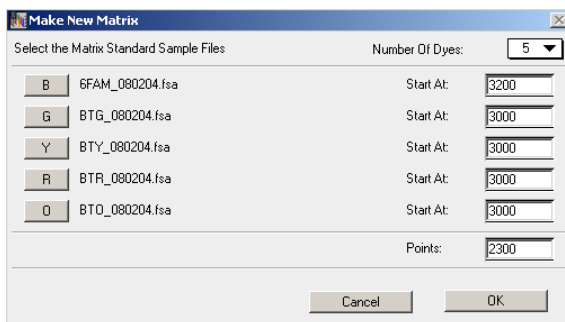 Make New Matrix
Select the Matrix Standard Sample Files Number Of Dyes: 5
B 6FAM_080204.fsa Start At: 3200
G BTG_080204.fsa Start At: 3000
Y BTY_080204.fsa Start At: 3000
R BTR_080204.fsa Start At: 3000
O BTO_080204.fsa Start At: 3000
Points: 2300
Cancel OK